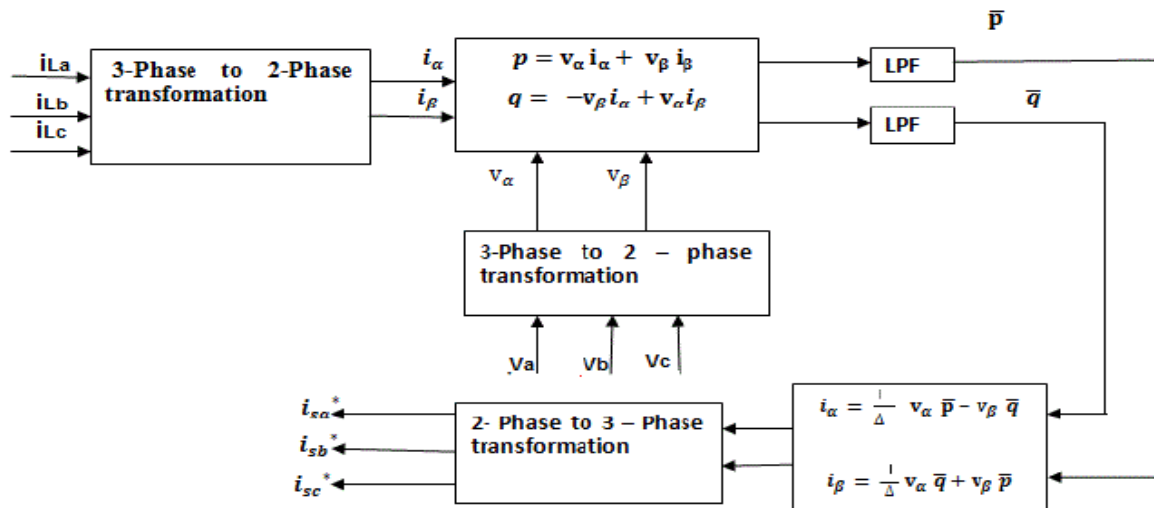 p̅
iLa
3-Phase to 2-Phase
transformation
iα
p = vα iα + vβ iβ
LPF
iLb
iβ
q = -vβ iα + vα iβ
q̅
iLc
LPF
vα
vβ
3-Phase to 2 – phase
transformation
Va
Vb
Vc
isa*
2- Phase to 3 – Phase
transformation
iα = 1/Δ vα p̅ - vβ q̅
isb*
isc*
iβ = 1/Δ vα q̅ + vβ p̅